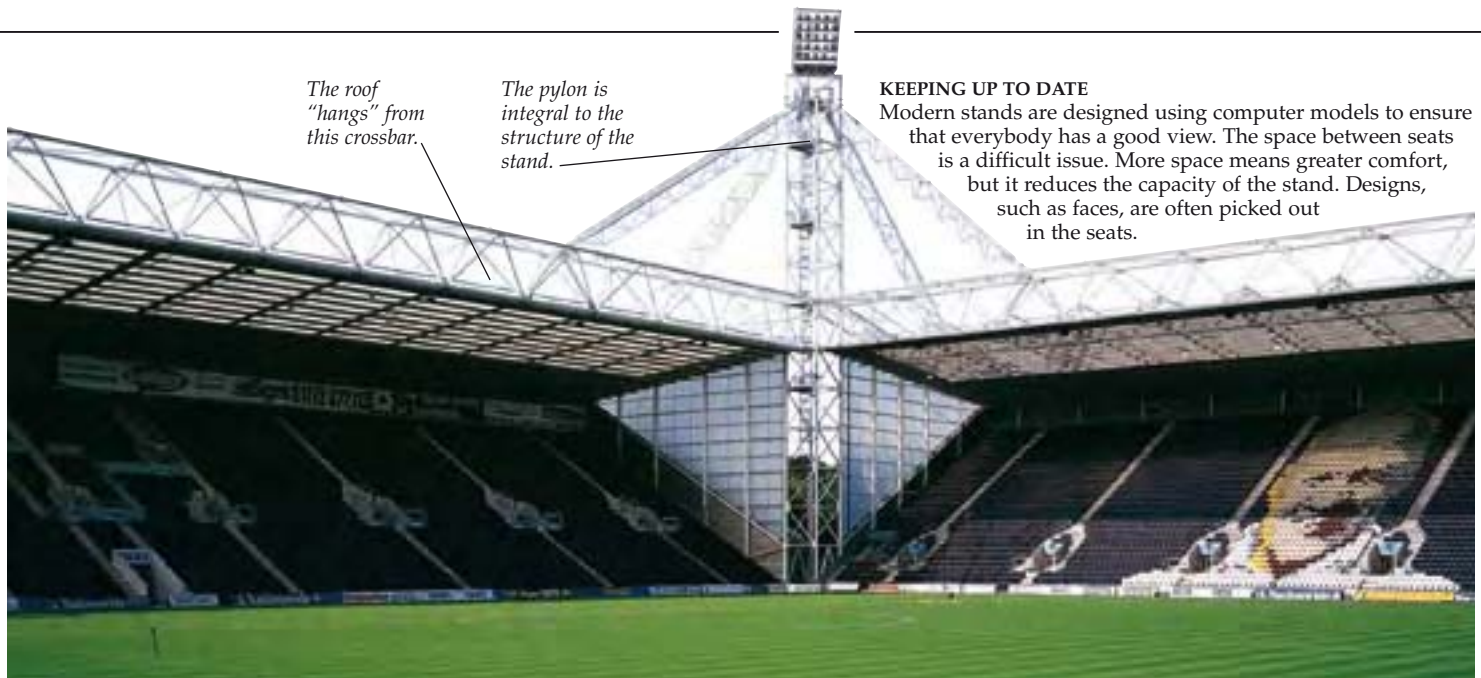 The roof
"hangs" from
this crossbar.
The pylon is
integral to the
structure of the
stand.
KEEPING UP TO DATE
Modern stands are designed using computer models to ensure
that everybody has a good view. The space between seats
is a difficult issue. More space means greater comfort,
but it reduces the capacity of the stand. Designs,
such as faces, are often picked out
in the seats.